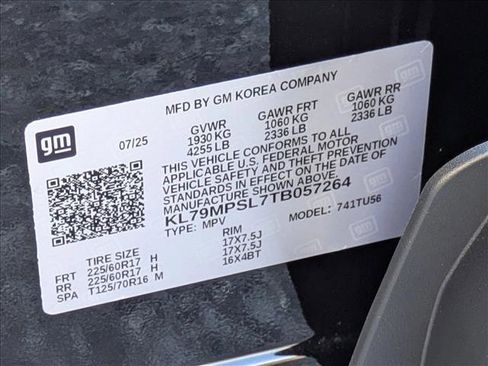 gm
MFD BY GM KOREA COMPANY
07/25
GVWR GAWR FRT GAWR RR
1930 KG 1060 KG 1060 KG
4255 LB 2336 LB 2336 LB
THIS VEHICLE CONFORMS TO ALL
APPLICABLE U.S. FEDERAL MOTOR
VEHICLE SAFETY AND THEFT PREVENTION
STANDARDS IN EFFECT ON THE DATE OF
MANUFACTURE SHOWN ABOVE.
KL79MPSL7TB057264
TYPE: MPV MODEL: 741TU56
TIRE SIZE RIM
FRT 225/60R17 H 17X7.5J
RR 225/60R17 H 17X7.5J
SPA T125/70R16 M 16X4BT